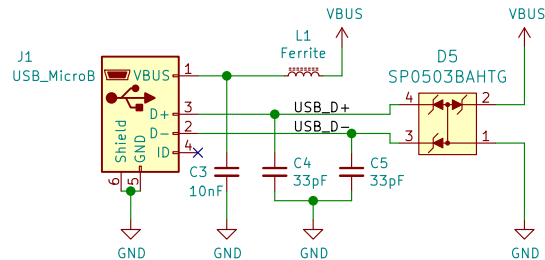 VBUS
VBUS
J1
USB_MicroB
L1
Ferrite
D5
SP0503BAHTG
VBUS
1
D+
3
USB_D+
4
2
D-
2
USB_D-
3
1
ID
4
Shield
GND
6
5
C3
10nF
C4
33pF
C5
33pF
GND
GND
GND
GND